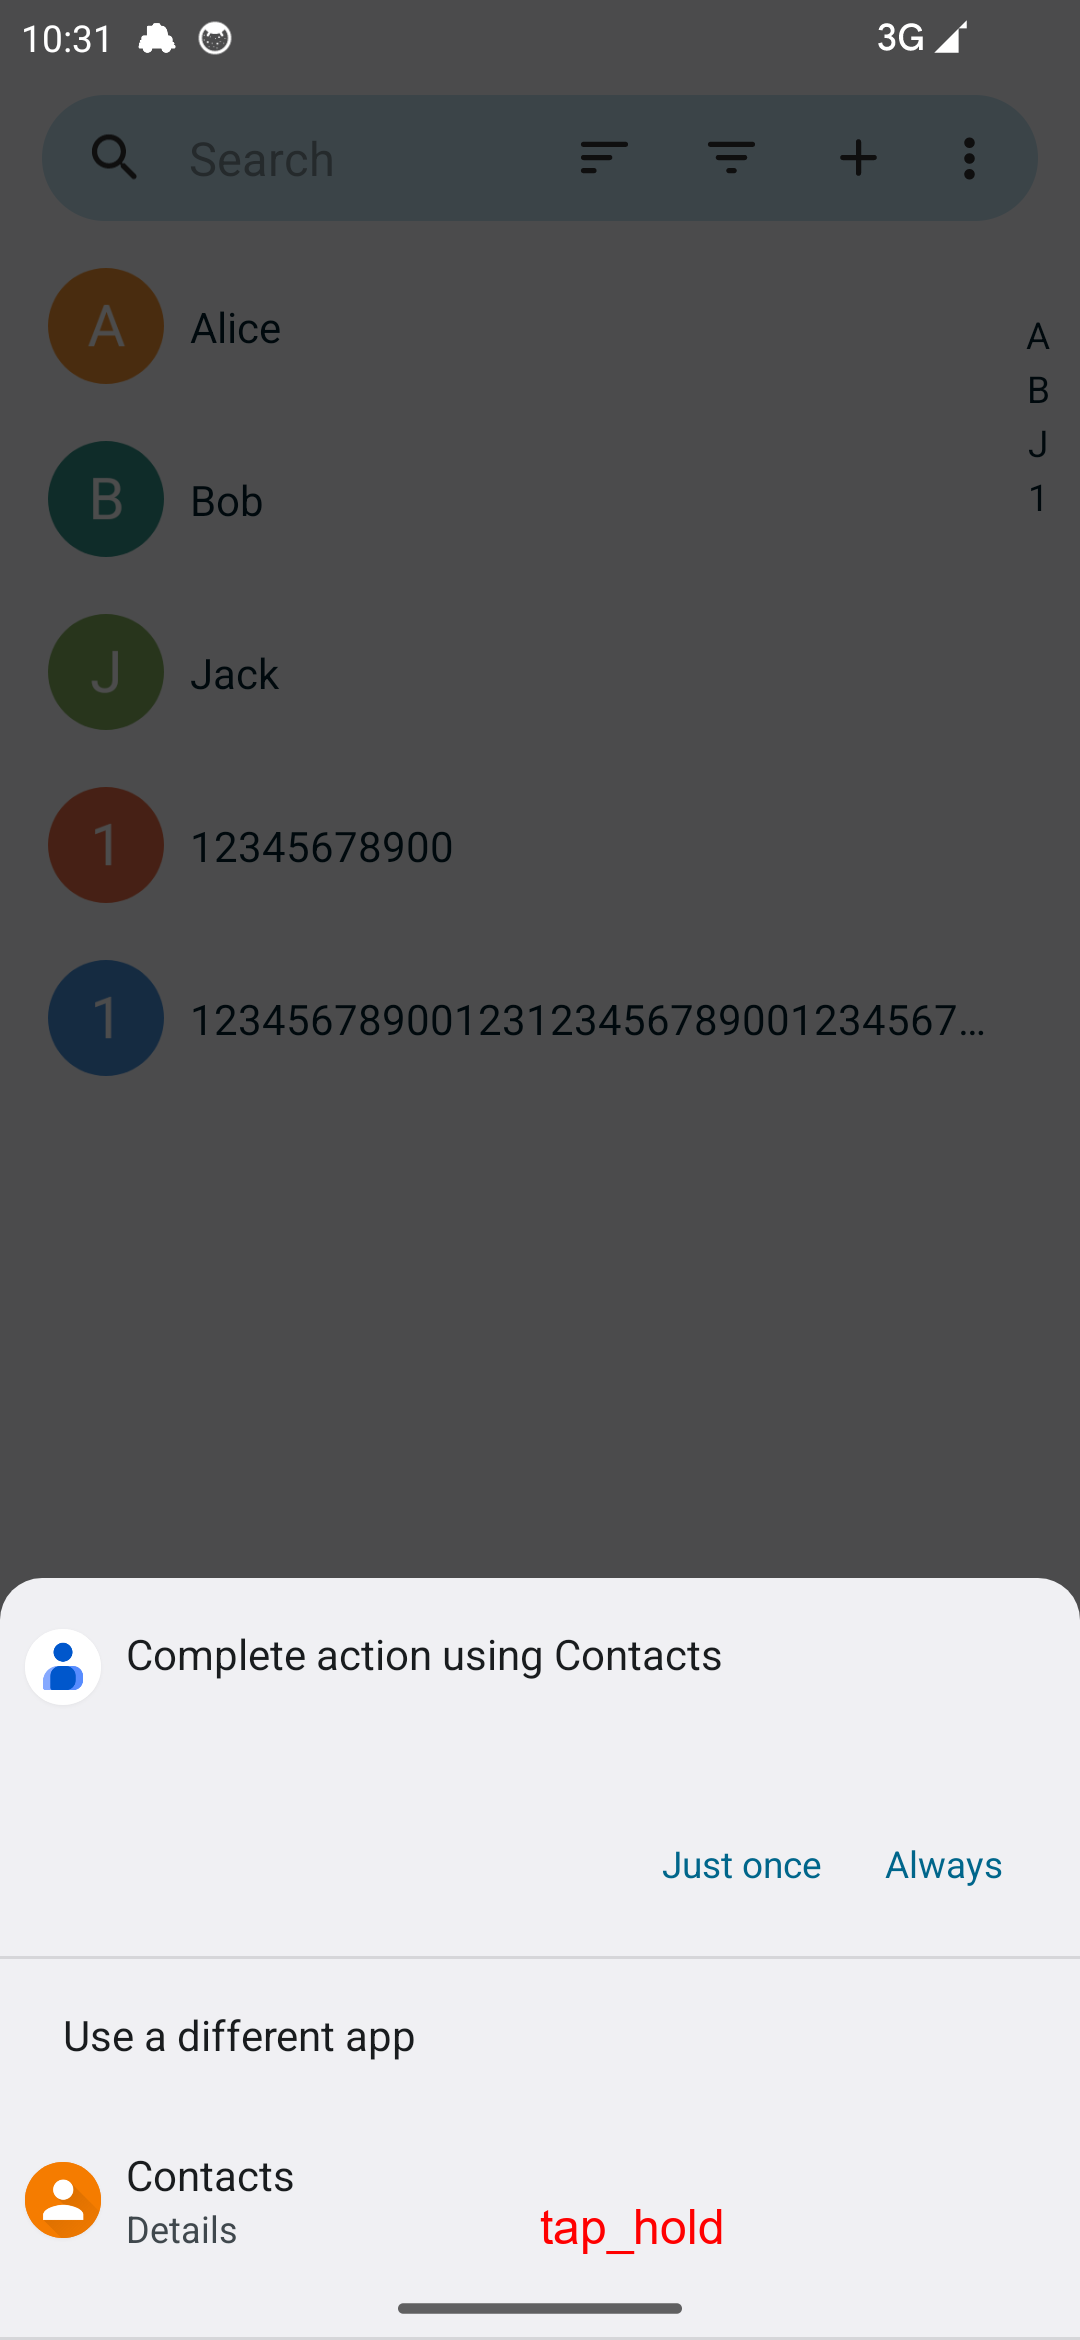 10:31
3G
Search
A
Alice
A
B
J
1
B
Bob
J
Jack
1
12345678900
1
12345678900123123456789001234567...
Complete action using Contacts
Just once
Always
Use a different app
Contacts
Details
tap_hold